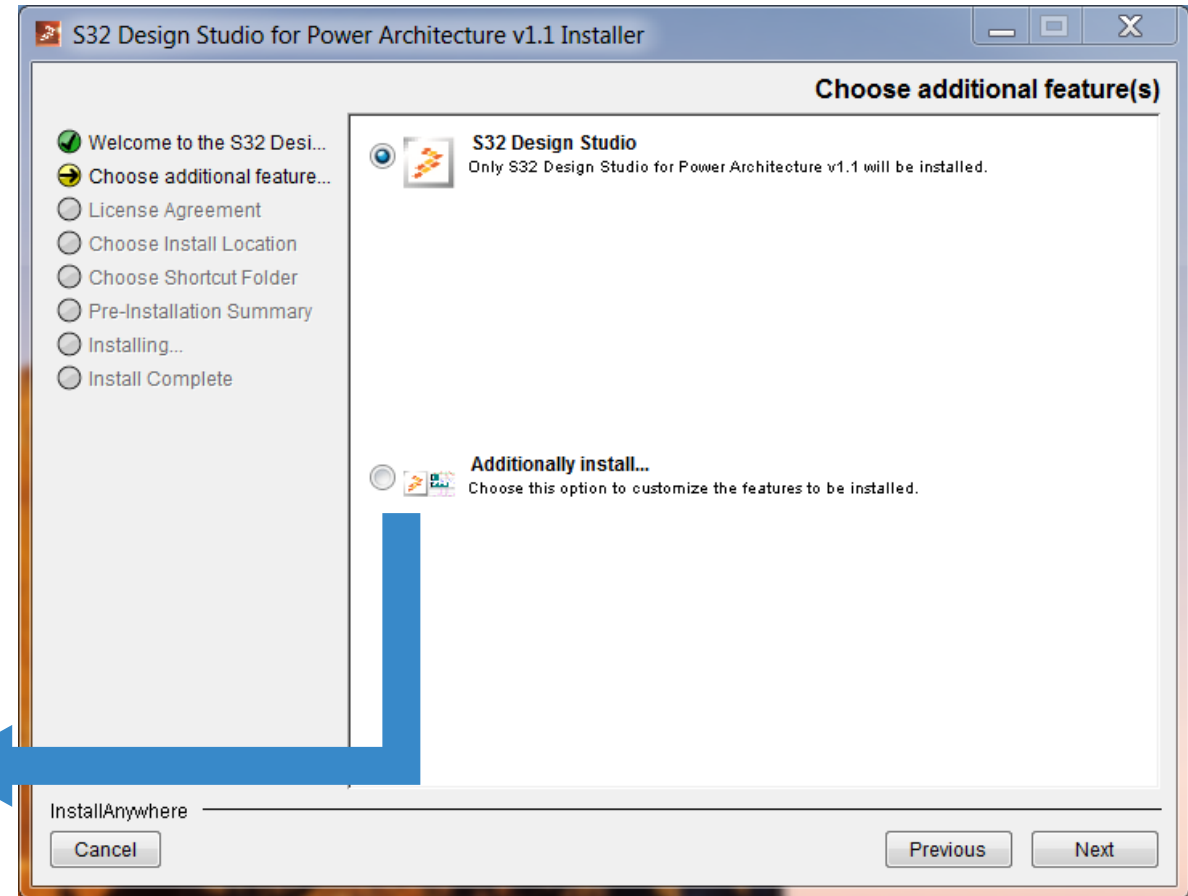 S32 Design Studio for Power Architecture v1.1 Installer
Choose additional feature(s)
Welcome to the S32 Desi...
Choose additional feature...
License Agreement
Choose Install Location
Choose Shortcut Folder
Pre-Installation Summary
Installing...
Install Complete
S32 Design Studio
Only S32 Design Studio for Power Architecture v1.1 will be installed.
Additionally install...
Choose this option to customize the features to be installed.
InstallAnywhere
Cancel
Previous
Next